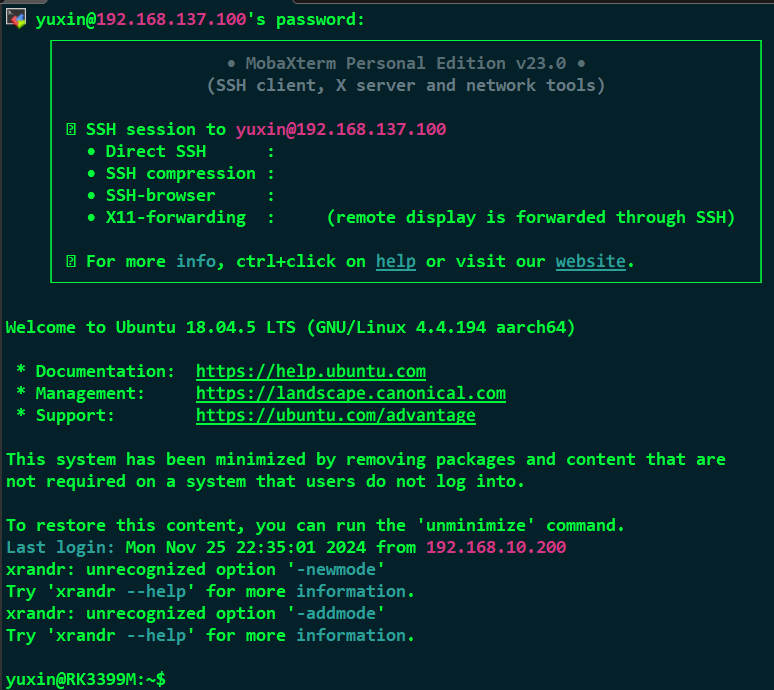 yuxin@192.168.137.100's password:
• MobaXterm Personal Edition v23.0 •
(SSH client, X server and network tools)
SSH session to yuxin@192.168.137.100
• Direct SSH      :
• SSH compression :
• SSH-browser     :
• X11-forwarding  :     (remote display is forwarded through SSH)
For more info, ctrl+click on help or visit our website.
Welcome to Ubuntu 18.04.5 LTS (GNU/Linux 4.4.194 aarch64)
* Documentation:  https://help.ubuntu.com
* Management:     https://landscape.canonical.com
* Support:        https://ubuntu.com/advantage
This system has been minimized by removing packages and content that are
not required on a system that users do not log into.
To restore this content, you can run the 'unminimize' command.
Last login: Mon Nov 25 22:35:01 2024 from 192.168.10.200
xrandr: unrecognized option '-newmode'
Try 'xrandr --help' for more information.
xrandr: unrecognized option '-addmode'
Try 'xrandr --help' for more information.
yuxin@RK3399M:~$